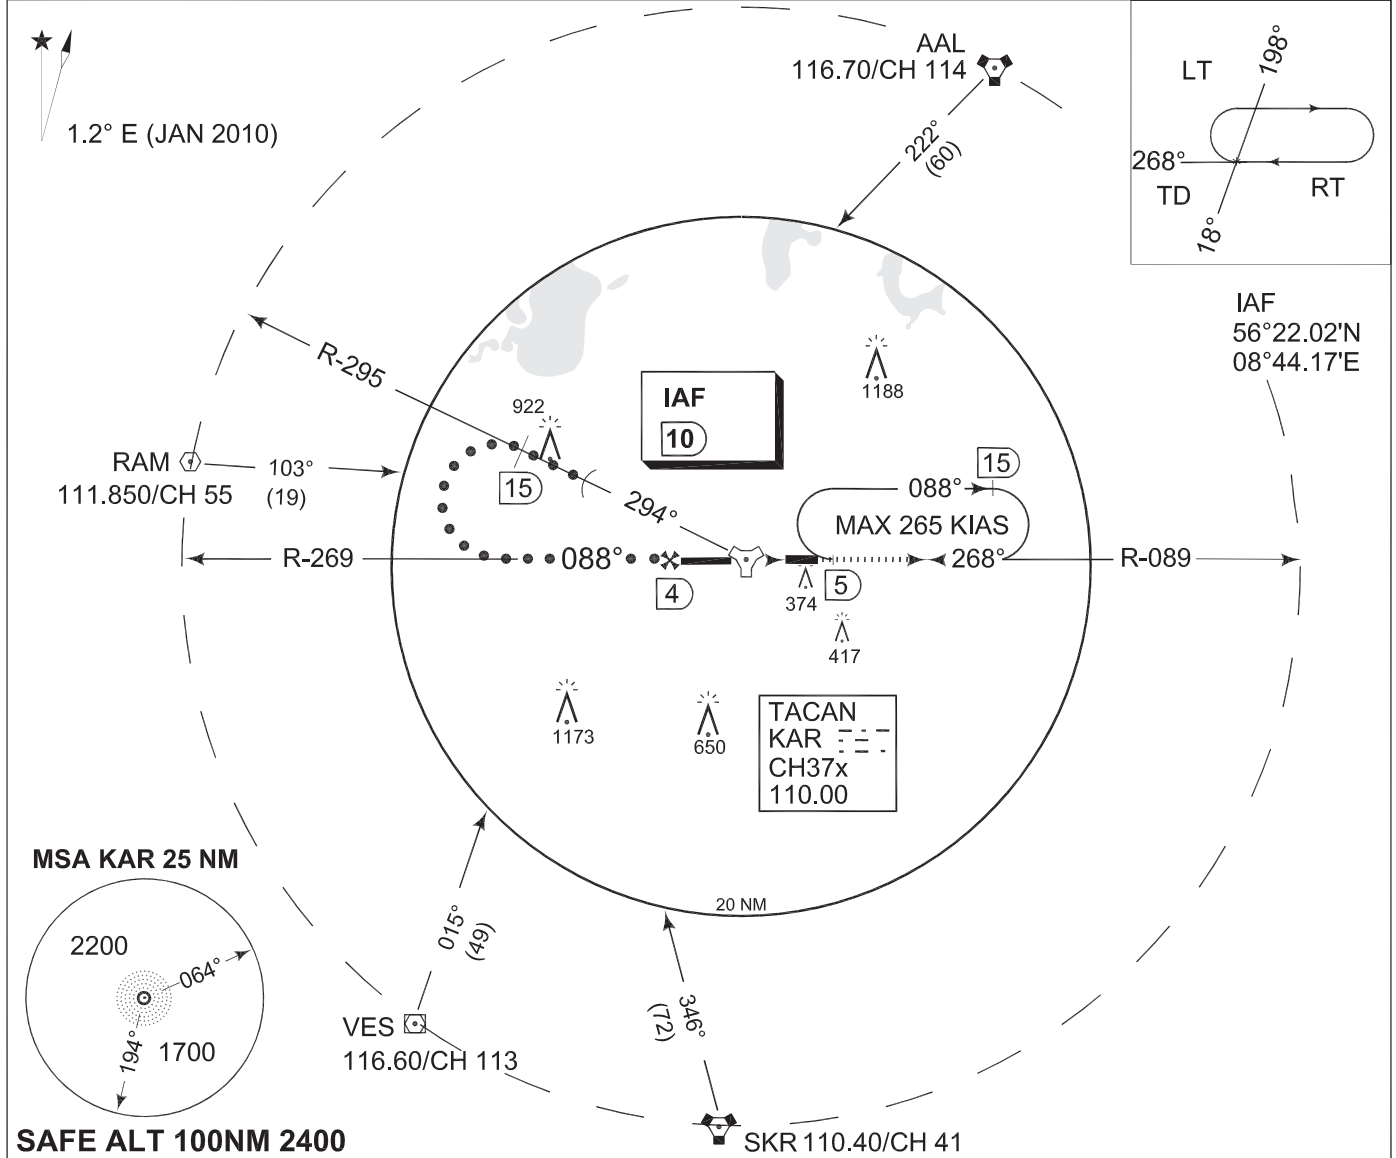 AAL
116.70/CH 114
1.2° E (JAN 2010)
222°
(60)
LT
198°
268°
TD
RT
18°
IAF
56°22.02'N
08°44.17'E
R-295
922
1188
IAF
10
RAM
111.850/CH 55
103°
(19)
15
294°
15
088°
MAX 265 KIAS
R-269
088°
268°
R-089
4
5
374
417
1173
650
TACAN
KAR
CH37x
110.00
MSA KAR 25 NM
2200
064°
194°
1700
015°
(49)
20 NM
346°
(72)
VES
116.60/CH 113
SAFE ALT 100NM 2400
SKR 110.40/CH 41